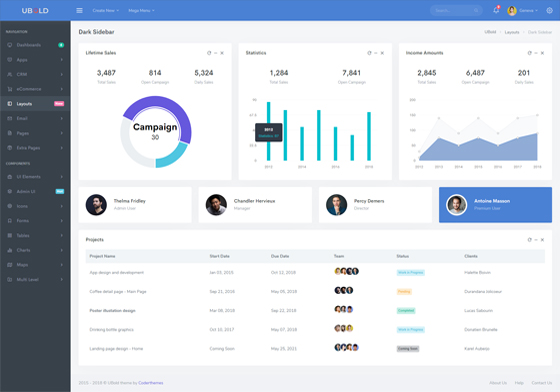 UBOLD
Create New
Mega Menu
Search...
Geneva
NAVIGATION
Dark Sidebar
UBold > Layouts > Dark Sidebar
Dashboards
Apps
CRM
eCommerce
Layouts
Email
Pages
Extra Pages
COMPONENTS
UI Elements
Admin UI
Icons
Forms
Tables
Charts
Maps
Multi Level
Lifetime Sales
3,487 814 5,324
Total Sales Open Campaign Daily Sales
Campaign
30
Statistics
1,284 7,841
Total Sales Open Campaign
2012
Statistics: 37
2012 2013 2014 2015
Income Amounts
2,845 6,487 201
Total Sales Open Campaign Daily Sales
200
150
100
50
0
2012 2013 2014 2015 2016 2017 2018
Thelma Fridley
Admin User
Chandler Hervieux
Manager
Percy Demers
Director
Antoine Masson
Premium User
Projects
Project Name Start Date Due Date Team Status Clients
App design and development Jan 03, 2015 Oct 12, 2018 Work in Progress Halette Boivin
Coffee detail page - Main Page Sep 21, 2016 May 05, 2018 Pending Durandana Jolicoeur
Poster illustation design Mar 08, 2018 Sep 22, 2018 Completed Lucas Sabourin
Drinking bottle graphics Oct 10, 2017 May 07, 2018 Work in Progress Donatien Brunelle
Landing page design - Home Coming Soon May 25, 2021 Coming Soon Karel Auberjo
2015 - 2019 © UBold theme by Coderthemes
About Us Help Contact Us